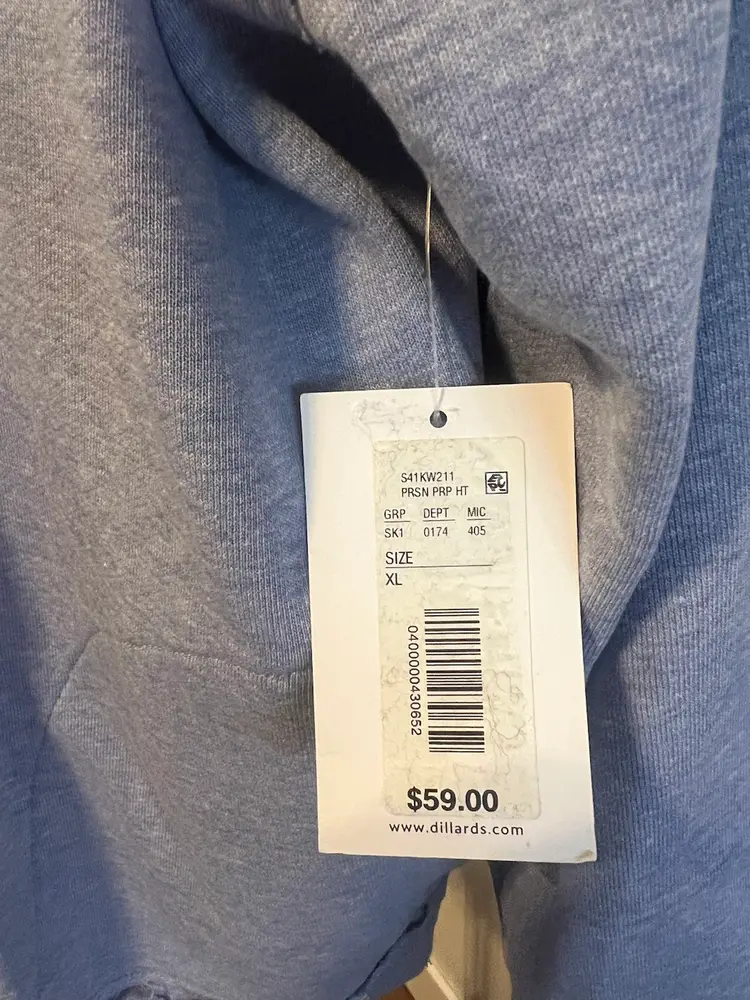 S41KW211
PRSN PRP HT
GRP DEPT MIC
SK1 0174 405
SIZE
XL
0400000430652
$59.00
www.dillards.com